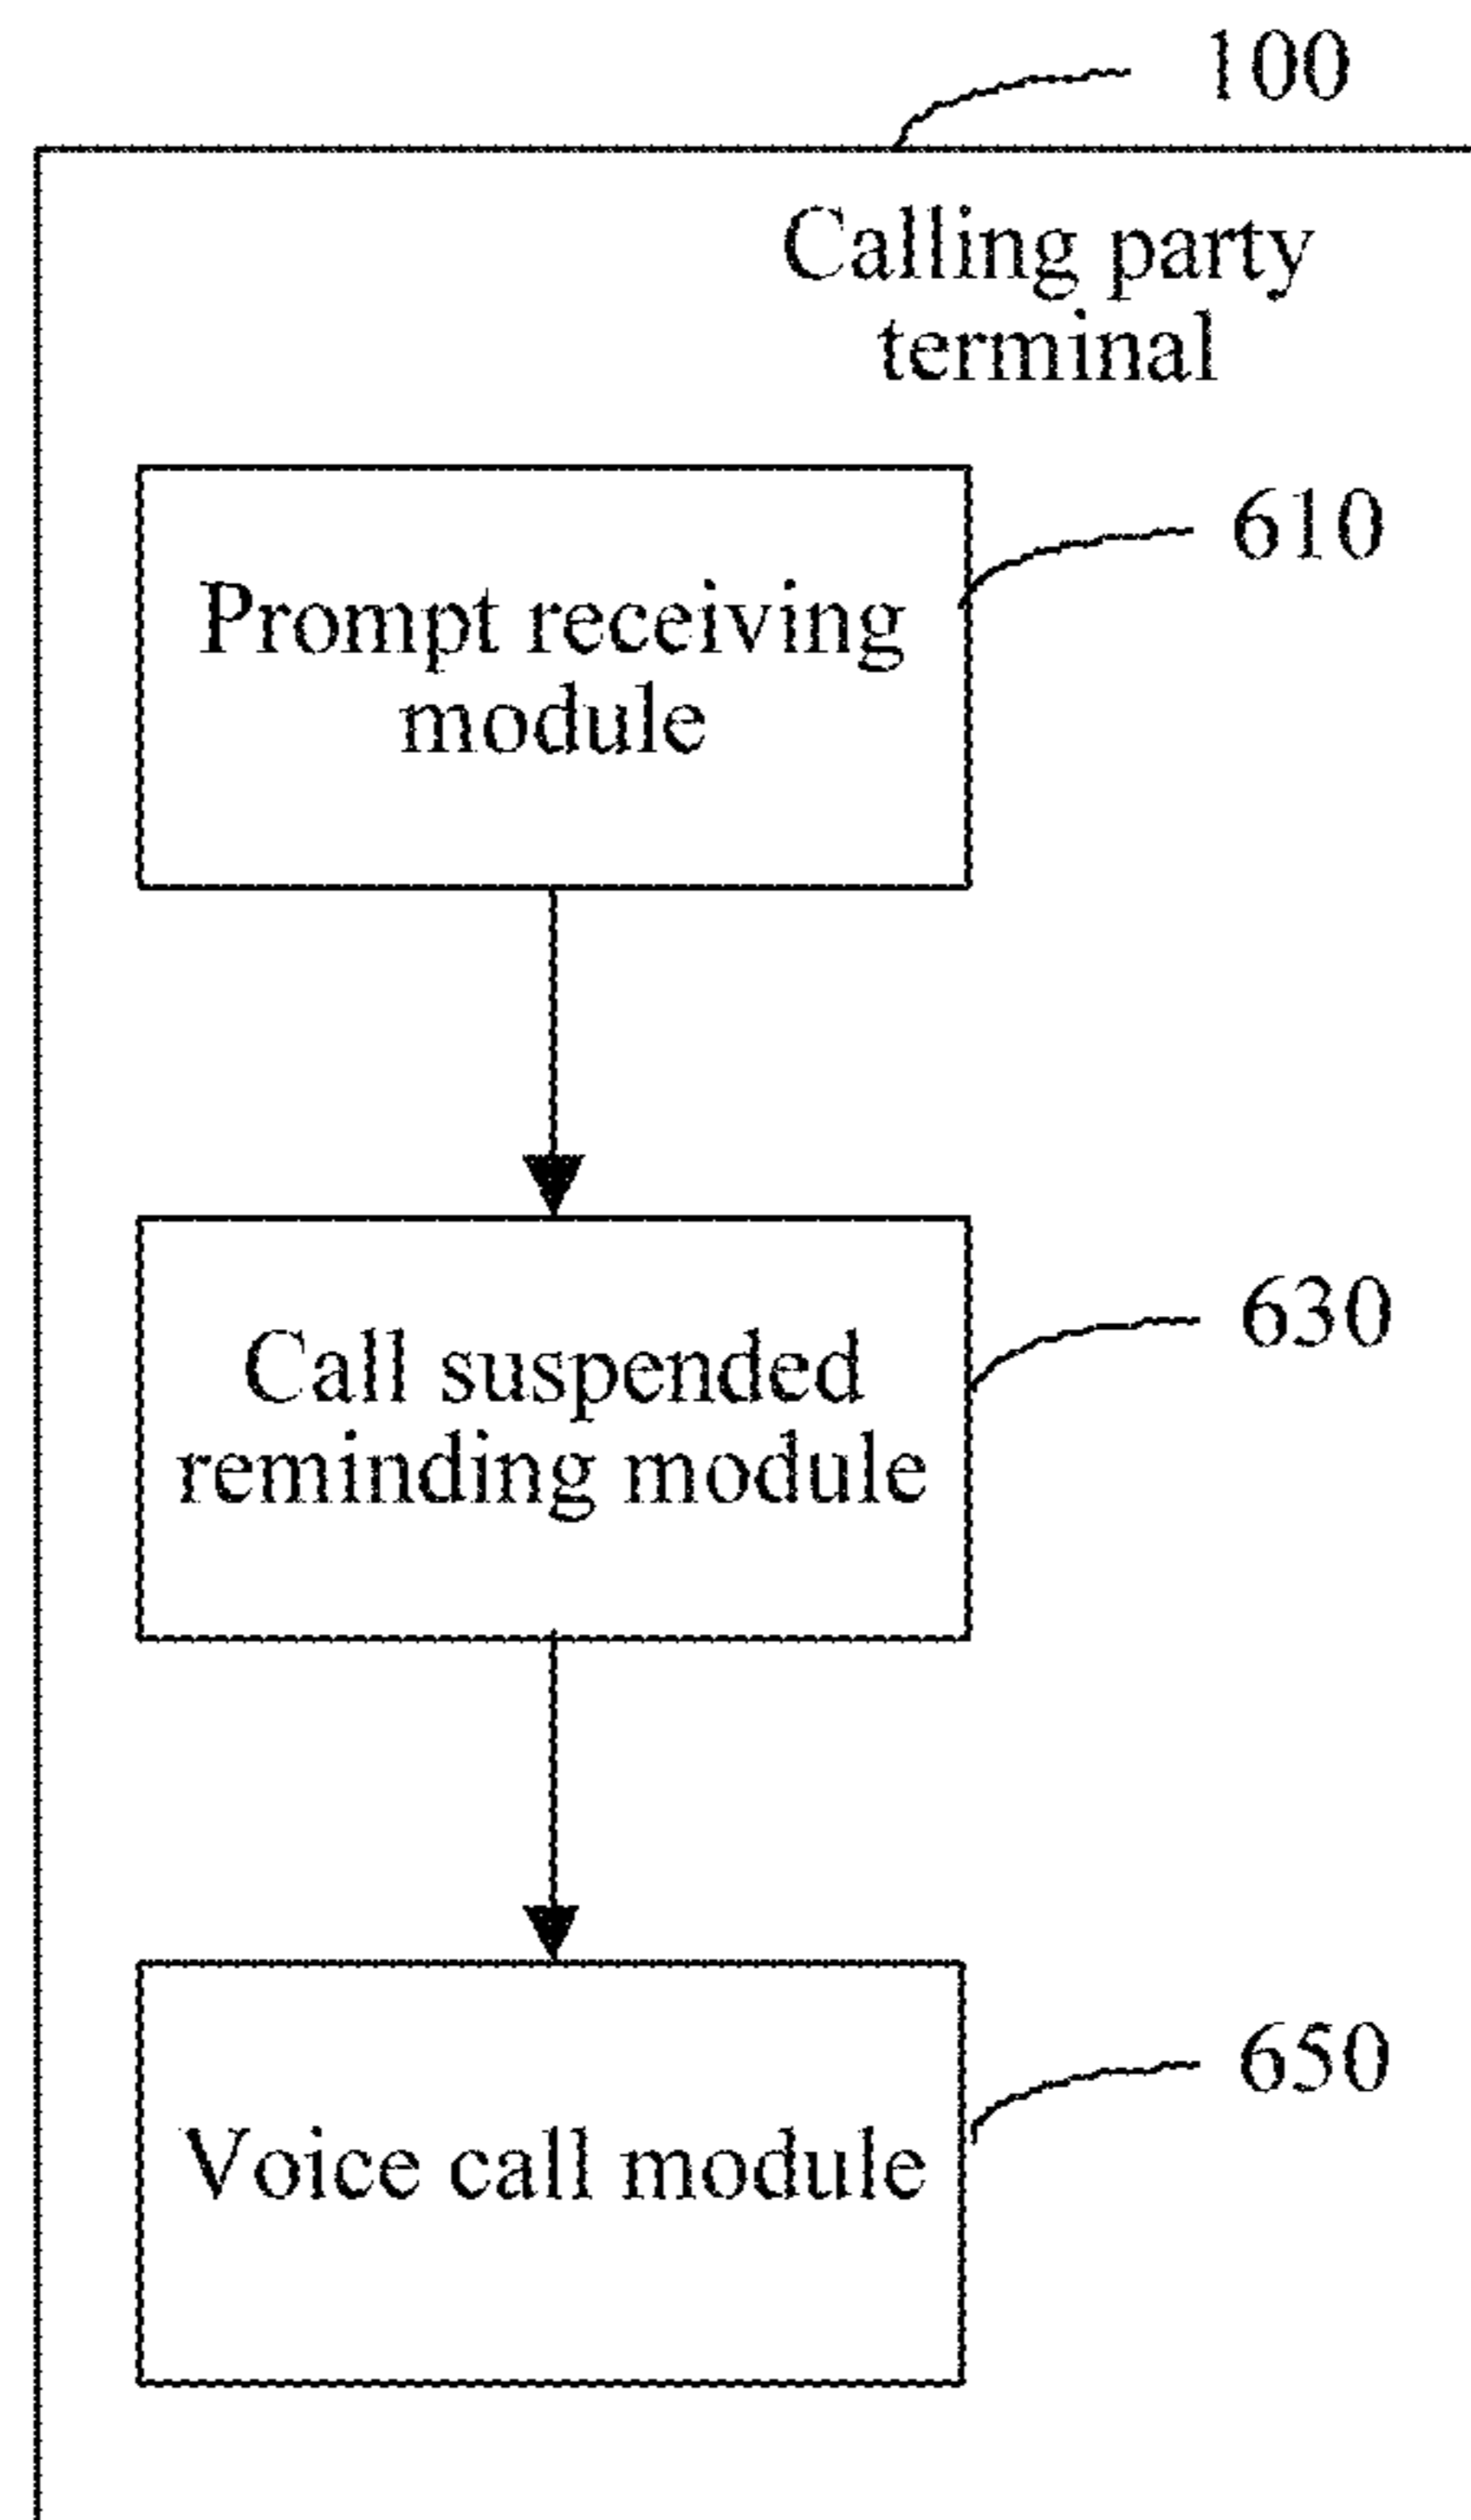 100
Calling party
terminal
610
Prompt receiving
module
630
Call suspended
reminding module
650
Voice call module